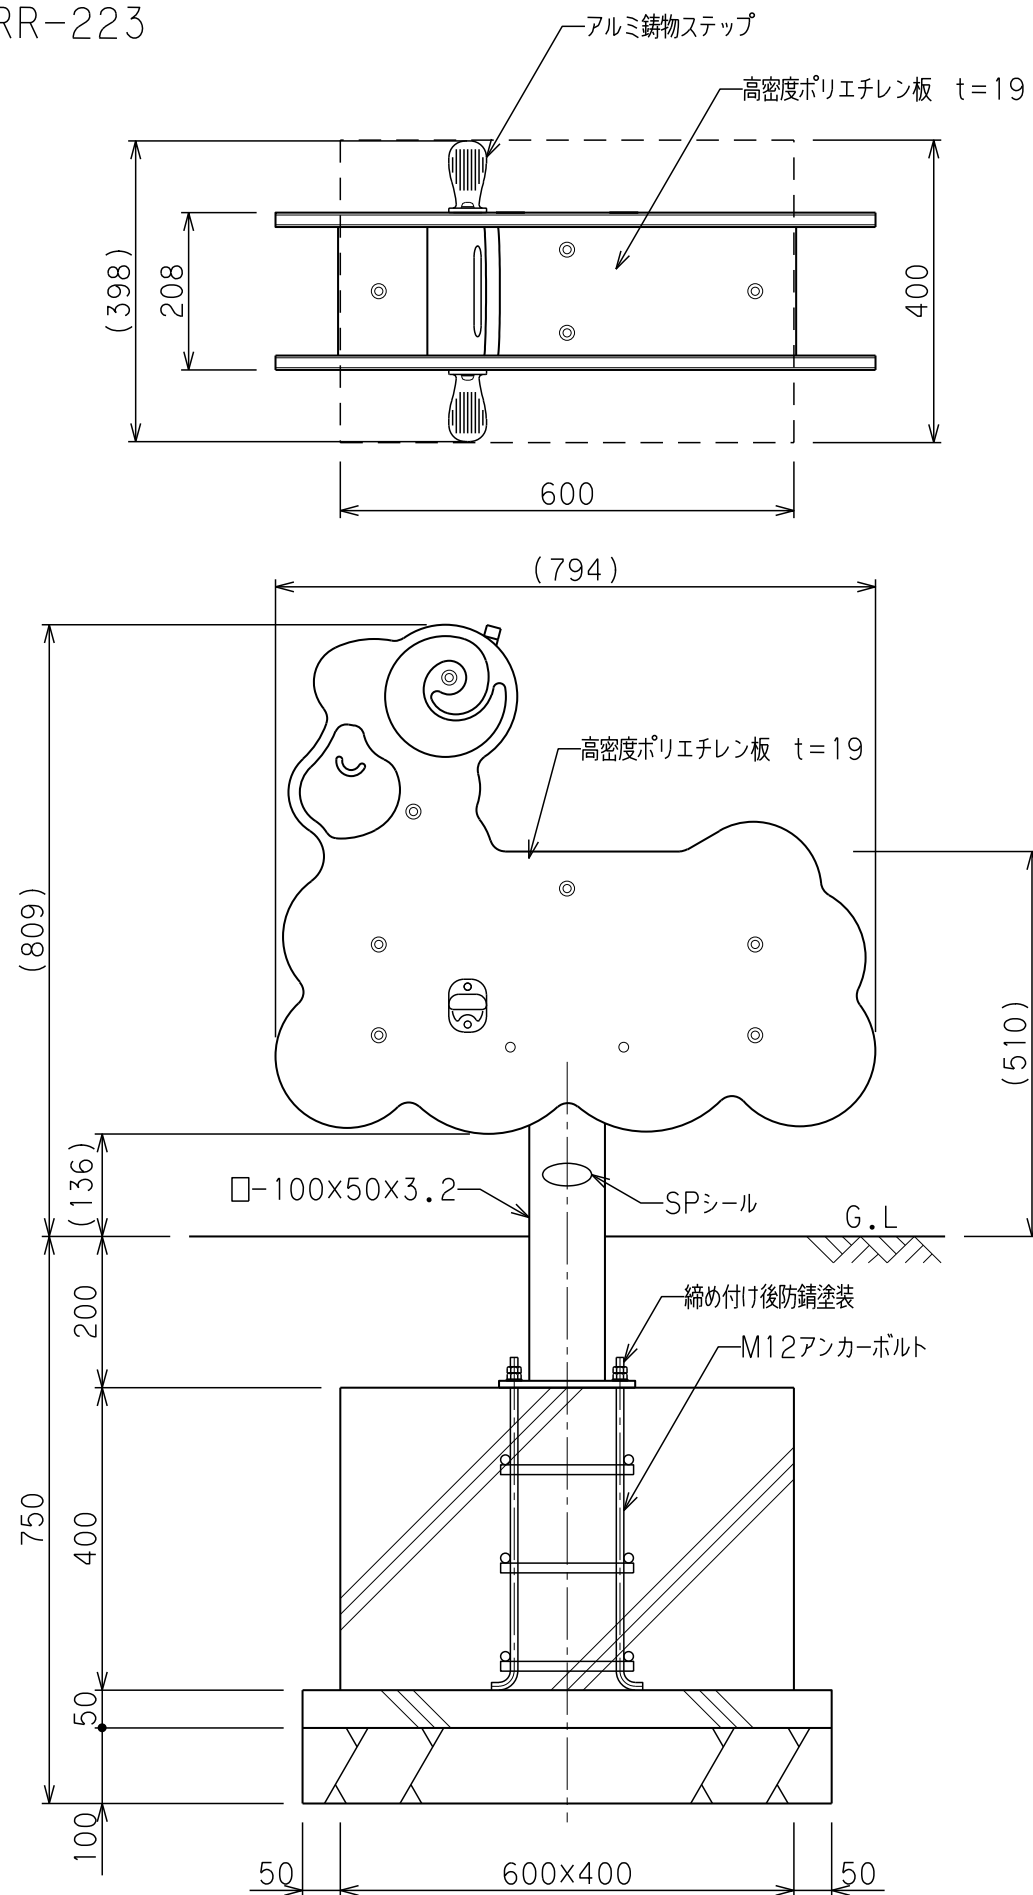 RR-223
アルミ鋳物ステップ
高密度ポリエチレン板 t=19
(398)
208
400
600
(794)
高密度ポリエチレン板 t=19
(809)
(510)
(136)
□-100×50×3.2
SPシール
G.L
200
締め付け後防錆塗装
M12アンカーボルト
750
400
50
100
50
600×400
50